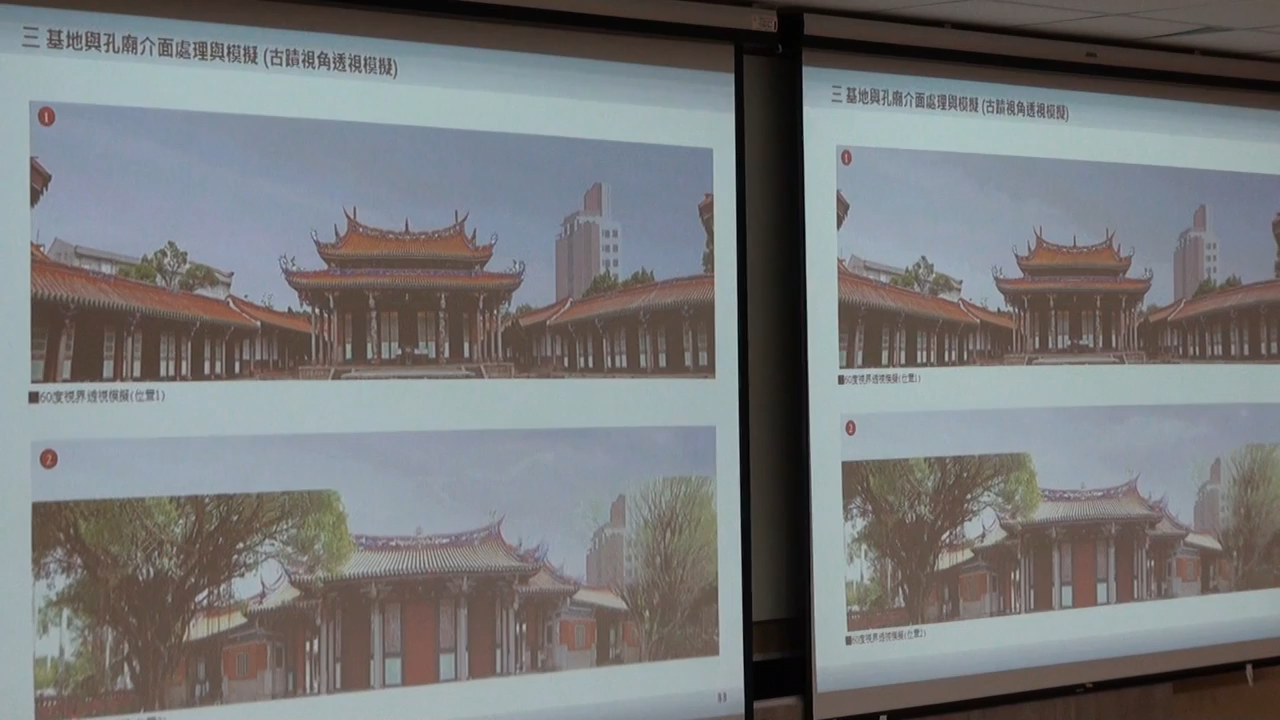 三 基地與孔廟介面處理與模擬 (古蹟視角透視模擬)
1
■60度視界透視模擬(位置1)
2
53
三 基地與孔廟介面處理與模擬 (古蹟視角透視模擬)
1
■60度視界透視模擬(位置1)
2
■60度視界透視模擬(位置2)